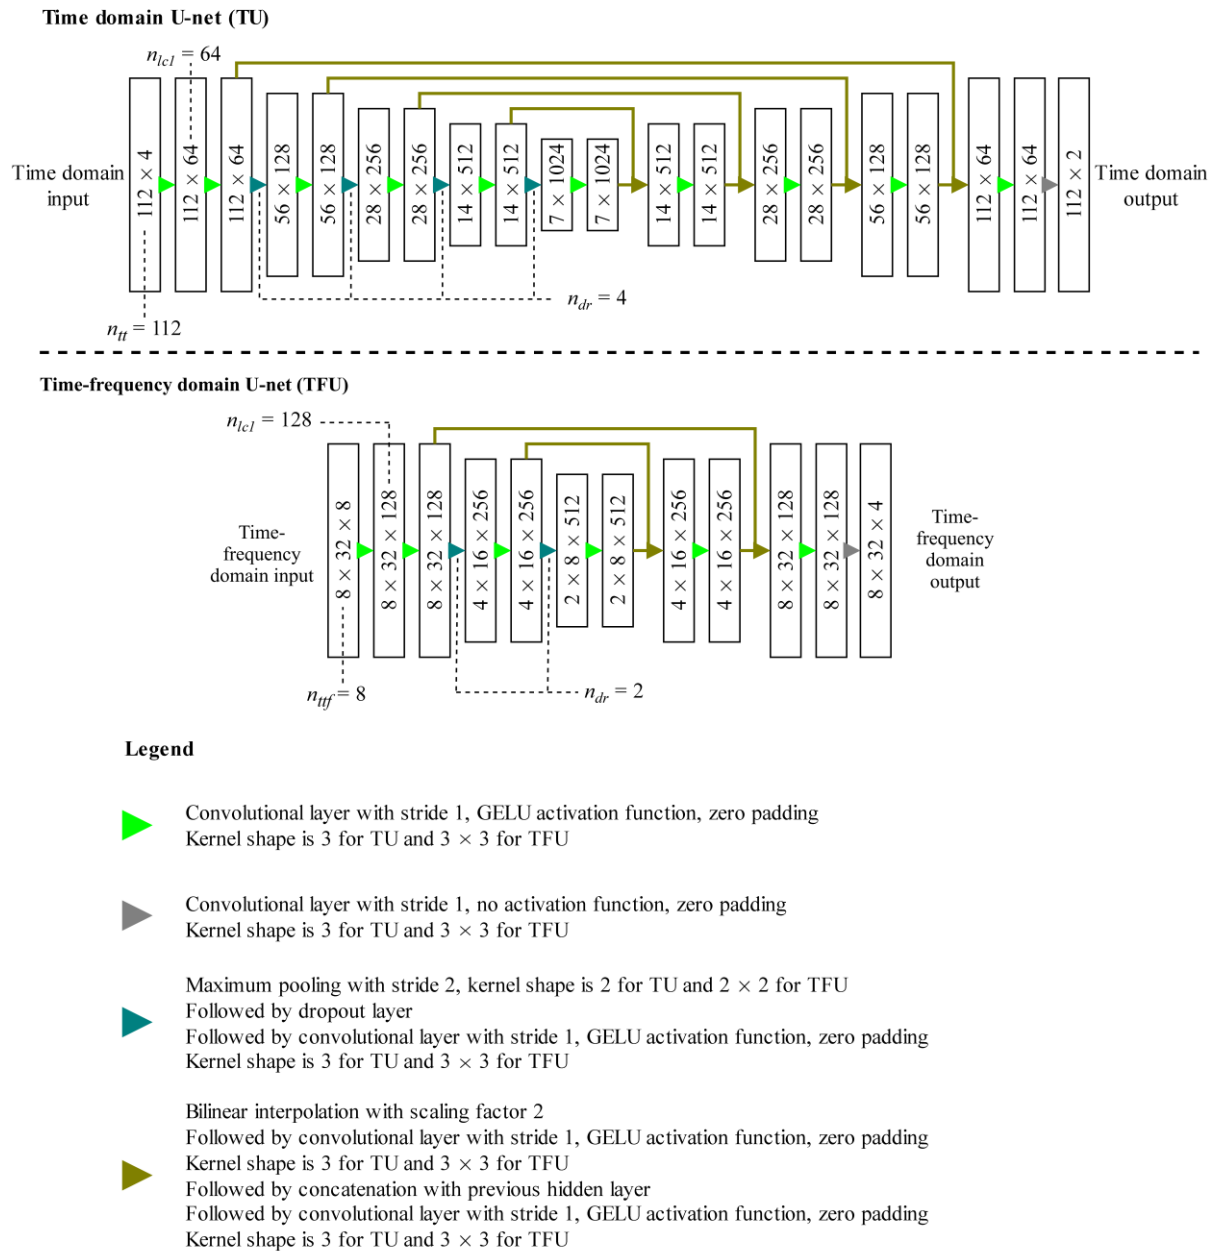 Time domain U-net (TU)
n_lc1 = 64
Time domain
input
112 × 4
112 × 64
112 × 64
56 × 128
56 × 128
28 × 256
28 × 256
14 × 512
14 × 512
7 × 1024
7 × 1024
14 × 512
14 × 512
28 × 256
28 × 256
56 × 128
56 × 128
112 × 64
112 × 64
112 × 2
Time domain
output
n_dr = 4
n_tt = 112
Time-frequency domain U-net (TFU)
n_lc1 = 128
Time-
frequency
domain input
8 × 32 × 8
8 × 32 × 128
8 × 32 × 128
4 × 16 × 256
4 × 16 × 256
2 × 8 × 512
2 × 8 × 512
4 × 16 × 256
4 × 16 × 256
8 × 32 × 128
8 × 32 × 128
8 × 32 × 4
Time-
frequency
domain
output
n_ttf = 8
n_dr = 2
Legend
Convolutional layer with stride 1, GELU activation function, zero padding
Kernel shape is 3 for TU and 3 × 3 for TFU
Convolutional layer with stride 1, no activation function, zero padding
Kernel shape is 3 for TU and 3 × 3 for TFU
Maximum pooling with stride 2, kernel shape is 2 for TU and 2 × 2 for TFU
Followed by dropout layer
Followed by convolutional layer with stride 1, GELU activation function, zero padding
Kernel shape is 3 for TU and 3 × 3 for TFU
Bilinear interpolation with scaling factor 2
Followed by convolutional layer with stride 1, GELU activation function, zero padding
Kernel shape is 3 for TU and 3 × 3 for TFU
Followed by concatenation with previous hidden layer
Followed by convolutional layer with stride 1, GELU activation function, zero padding
Kernel shape is 3 for TU and 3 × 3 for TFU